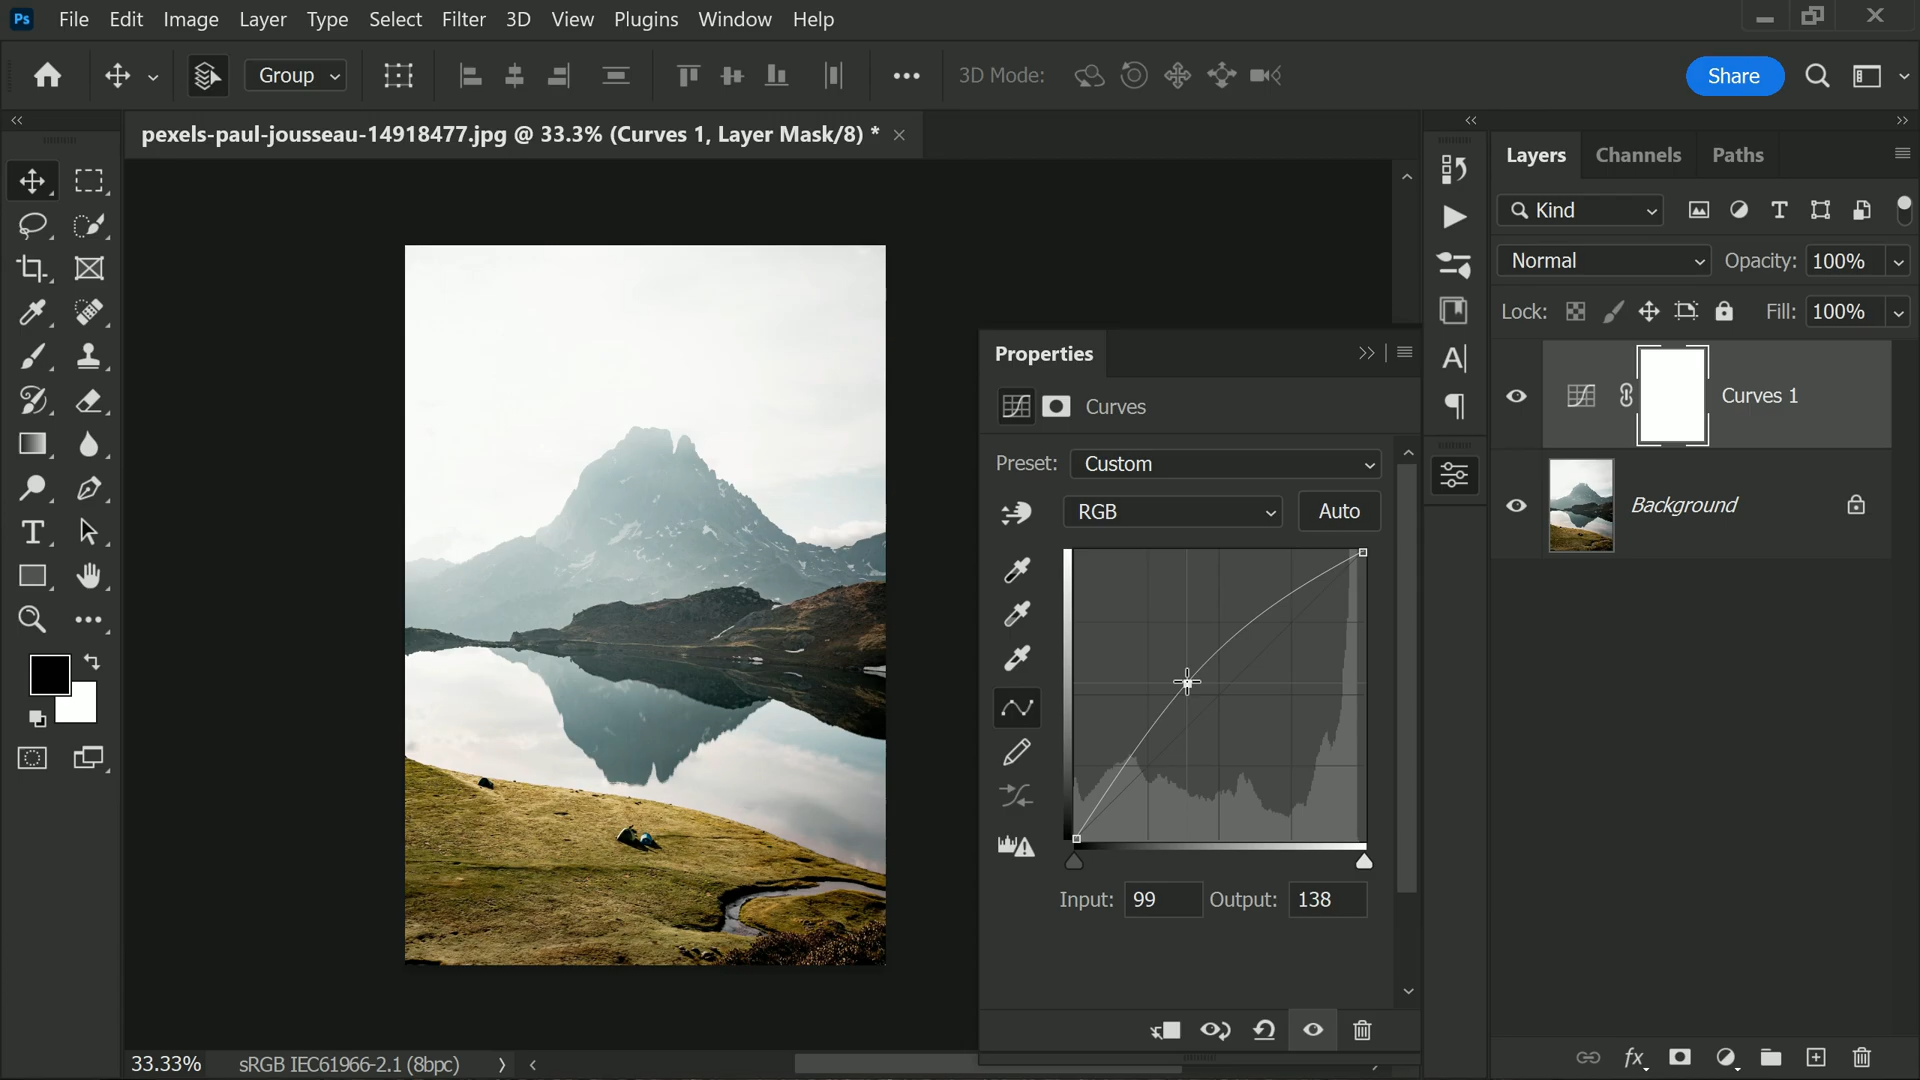 Ps File Edit Image Layer Type Select Filter 3D View Plugins Window Help
Group 3D Mode: Share
pexels-paul-jousseau-14918477.jpg @ 33.3% (Curves 1, Layer Mask/8) *
Layers Channels Paths
Kind
Normal Opacity: 100%
Lock: Fill: 100%
Curves 1
Background
Properties
Curves
Preset: Custom
RGB Auto
Input: 99 Output: 138
33.33% sRGB IEC61966-2.1 (8bpc)